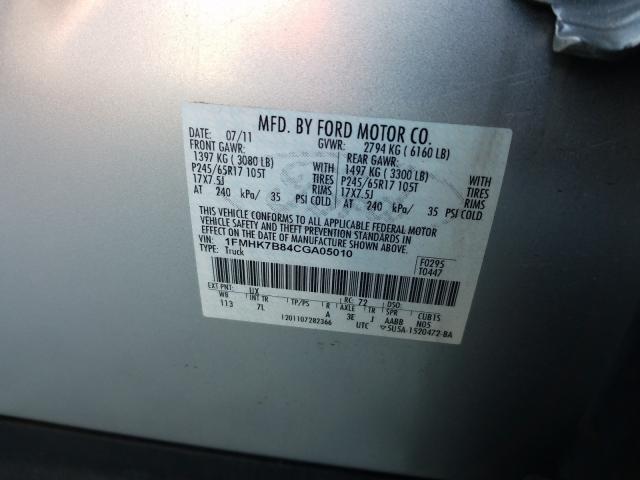 MFD. BY FORD MOTOR CO.
DATE: 07/11 GVWR: 2794 KG ( 6160 LB)
FRONT GAWR: REAR GAWR:
1397 KG ( 3080 LB) WITH 1497 KG ( 3300 LB) WITH
P245/65R17 105T TIRES P245/65R17 105T TIRES
17X7.5J RIMS 17X7.5J RIMS
AT 240 kPa/ 35 PSI COLD AT 240 kPa/ 35 PSI COLD
THIS VEHICLE CONFORMS TO ALL APPLICABLE FEDERAL MOTOR
VEHICLE SAFETY AND BUMPER STANDARDS IN
EFFECT ON THE DATE OF MANUFACTURE SHOWN ABOVE.
VIN: 1FMHK7B84CGA05010 F0295
TYPE: Truck T0447
EXT PNT: UX RC: 72 DSO:
WB INT TR TP/PS R AXLE TR SPR CUB15
113 7L A 3E J AABB N05
1201107282366 UTC 5U5A-1520472-BA